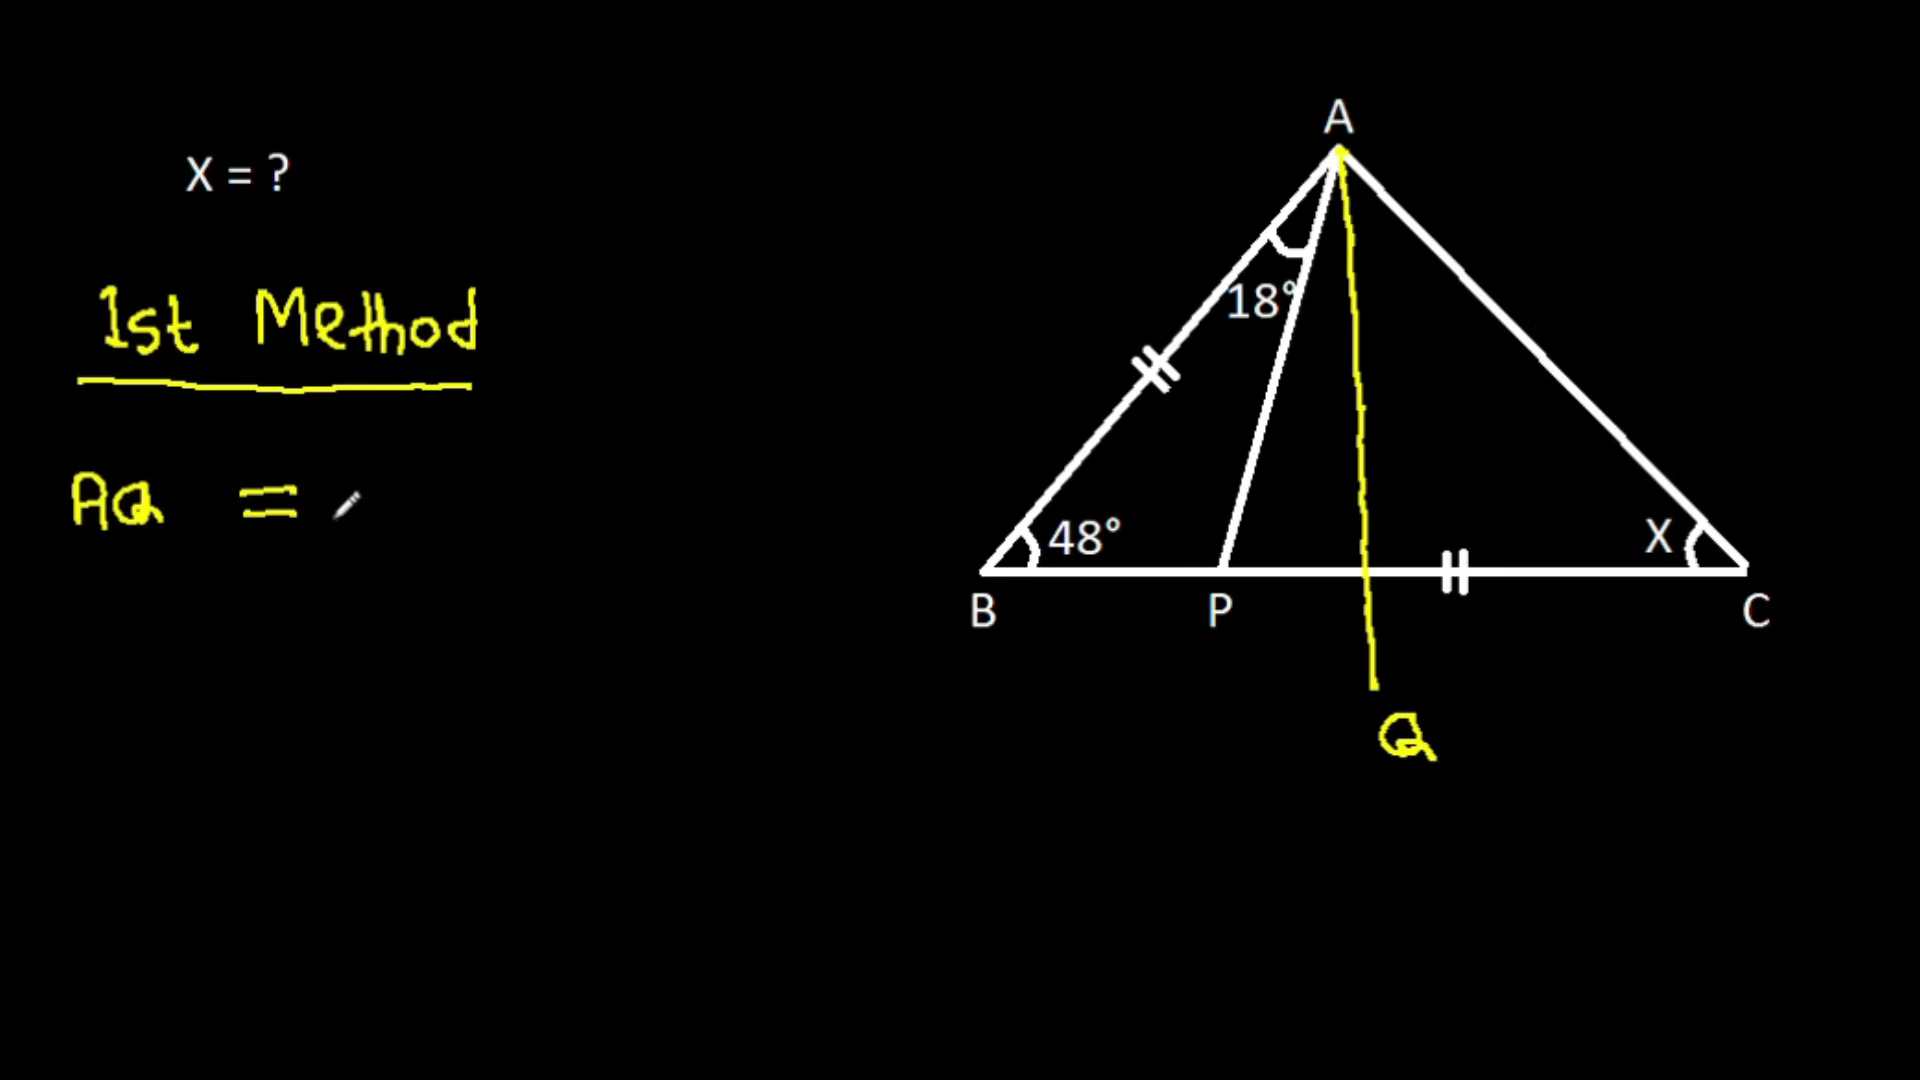 X = ?
1st Method
AQ =
A
18°
48°
X
B
P
C
Q